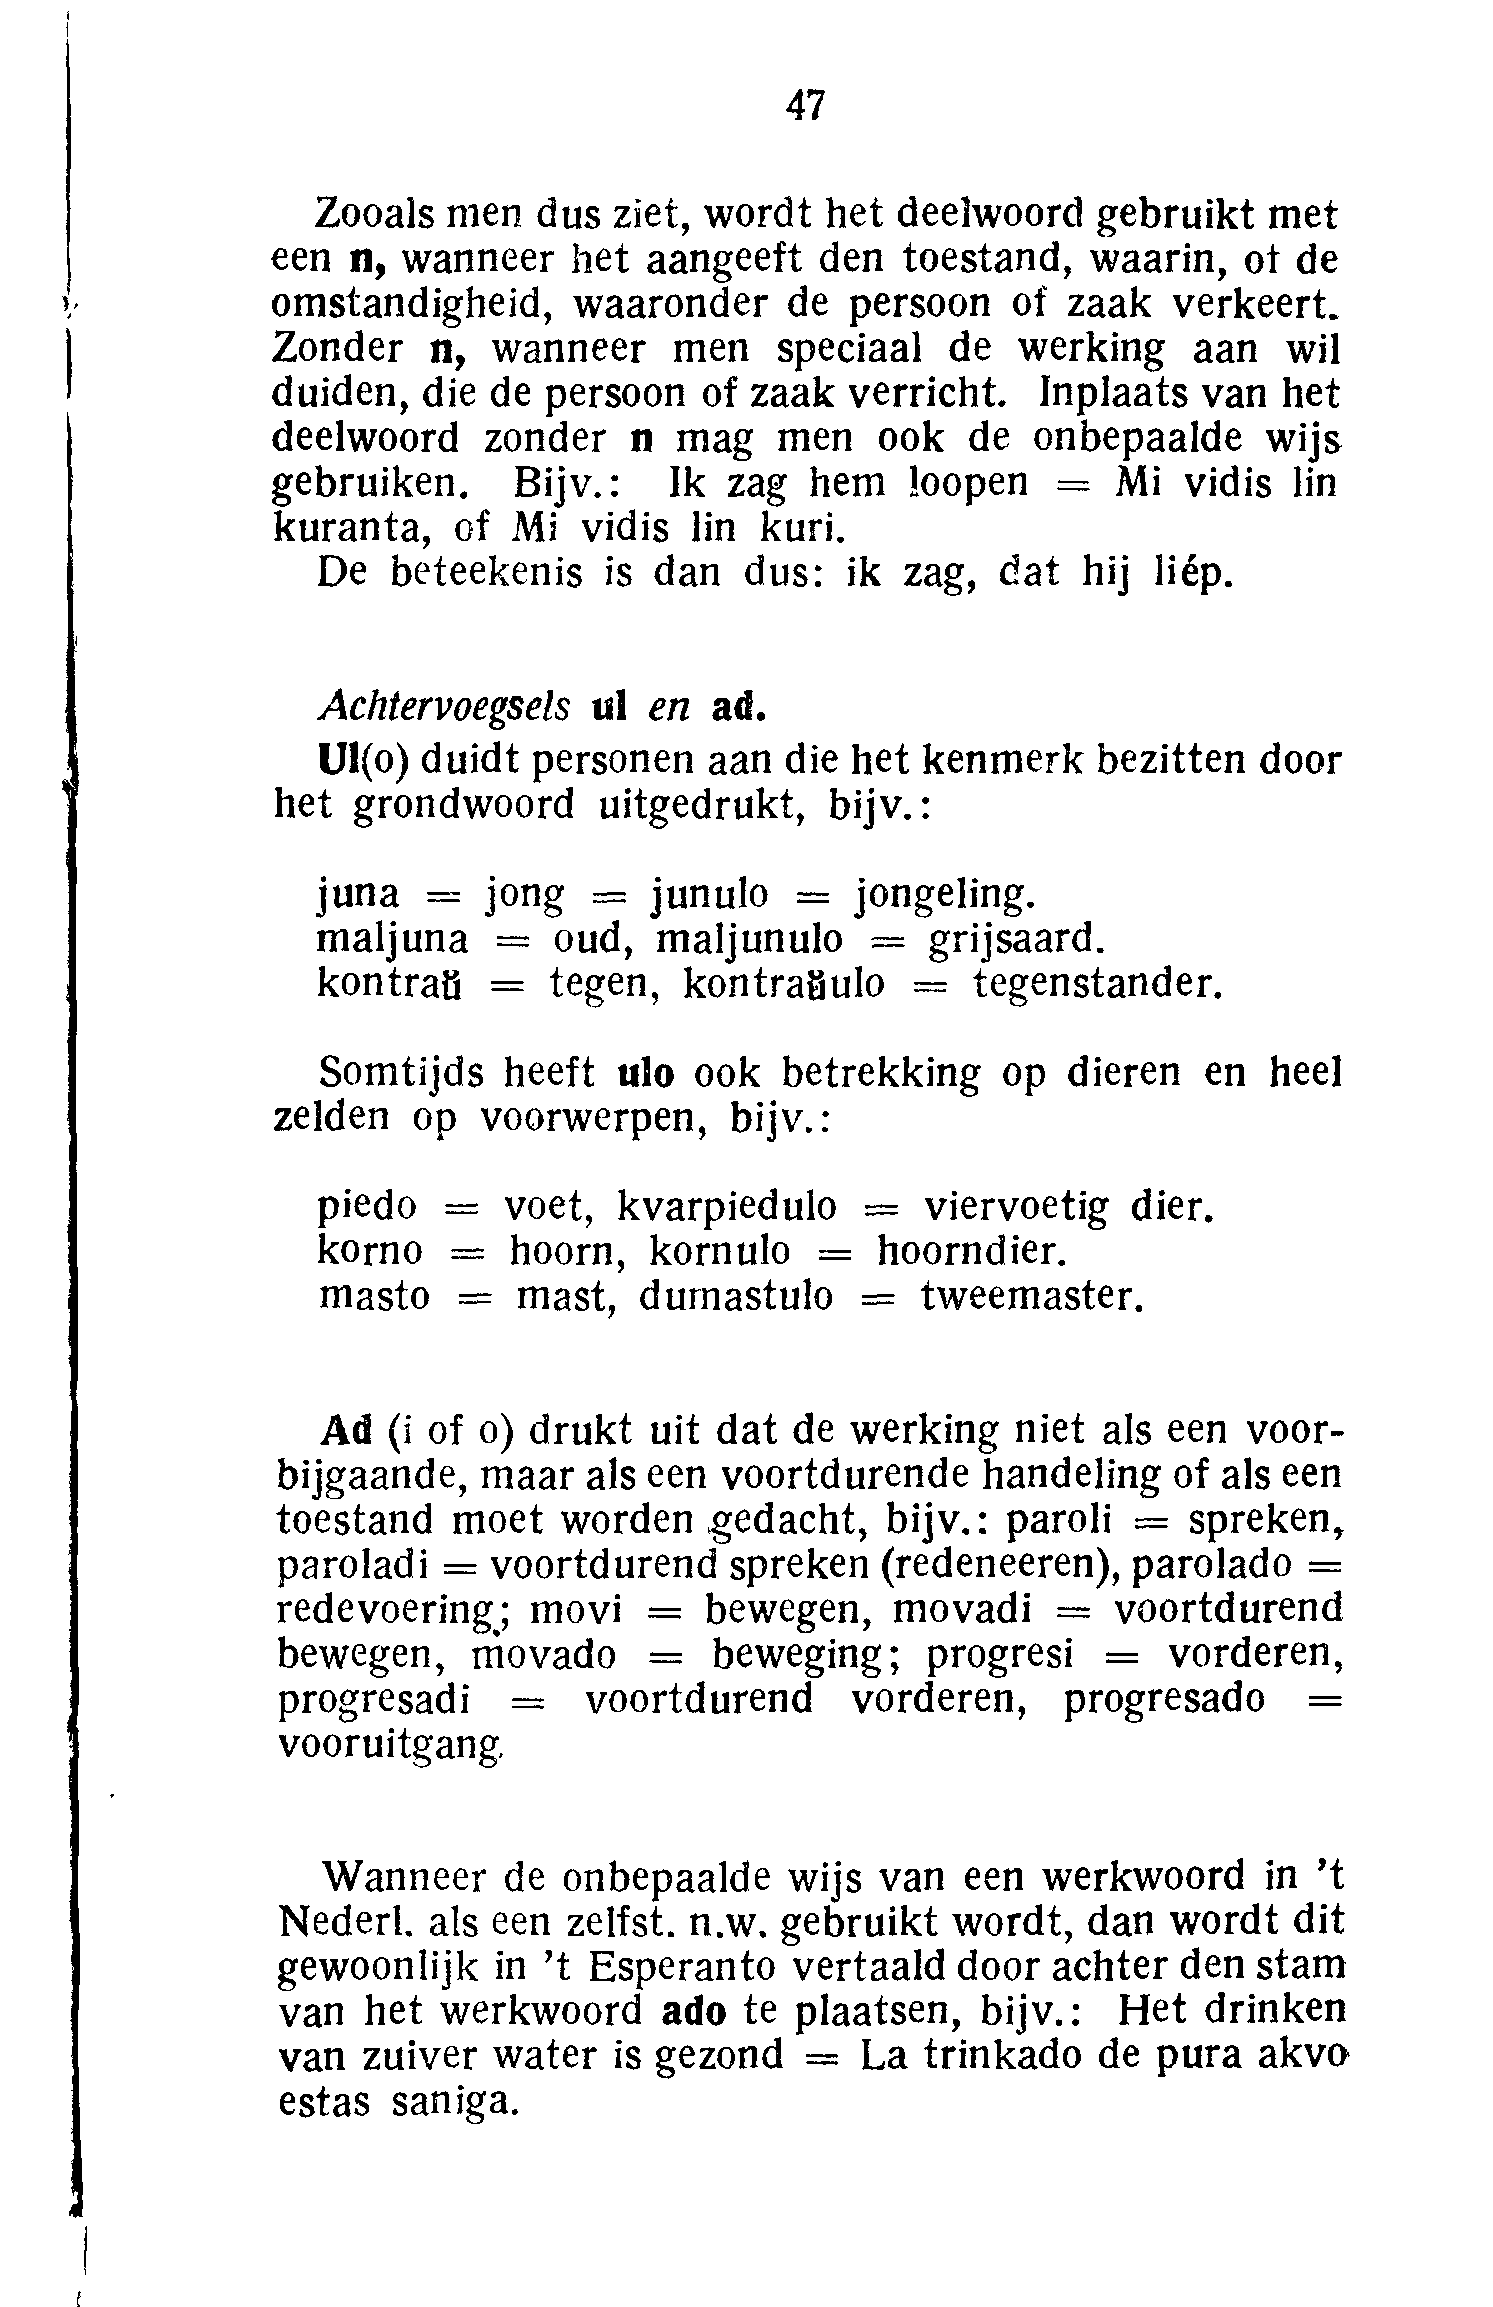 47
Zooals men dus ziet, wordt het deelwoord gebruikt met
een n, wanneer het aangeeft den toestand, waarin, of de
omstandigheid, waaronder de persoon of zaak verkeert.
Zonder n, wanneer men speciaal de werking aan wil
duiden, die de persoon of zaak verricht. Inplaats van het
deelwoord zonder n mag men ook de onbepaalde wijs
gebruiken. Bijv.: Ik zag hem loopen = Mi vidis lin
kuranta, of Mi vidis lin kuri.
De beteekenis is dan dus: ik zag, dat hij liép.
Achtervoegsels ul en ad.
Ul(o) duidt personen aan die het kenmerk bezitten door
het grondwoord uitgedrukt, bijv.:
juna = jong = junulo = jongeling.
maljuna = oud, maljunulo = grijsaard.
kontraŭ = tegen, kontraŭulo = tegenstander.
Somtijds heeft ulo ook betrekking op dieren en heel
zelden op voorwerpen, bijv.:
piedo = voet, kvarpiedulo = viervoetig dier.
korno = hoorn, kornulo = hoorndier.
masto = mast, dumastulo = tweemaster.
Ad (i of o) drukt uit dat de werking niet als een voor-
bijgaande, maar als een voortdurende handeling of als een
toestand moet worden gedacht, bijv.: paroli = spreken,
paroladi = voortdurend spreken (redeneeren), parolado =
redevoering; movi = bewegen, movadi = voortdurend
bewegen, movado = beweging; progresi = vorderen,
progresadi = voortdurend vorderen, progresado =
vooruitgang.
Wanneer de onbepaalde wijs van een werkwoord in 't
Nederl. als een zelfst. n.w. gebruikt wordt, dan wordt dit
gewoonlijk in 't Esperanto vertaald door achter den stam
van het werkwoord ado te plaatsen, bijv.: Het drinken
van zuiver water is gezond = La trinkado de pura akvo
estas saniga.